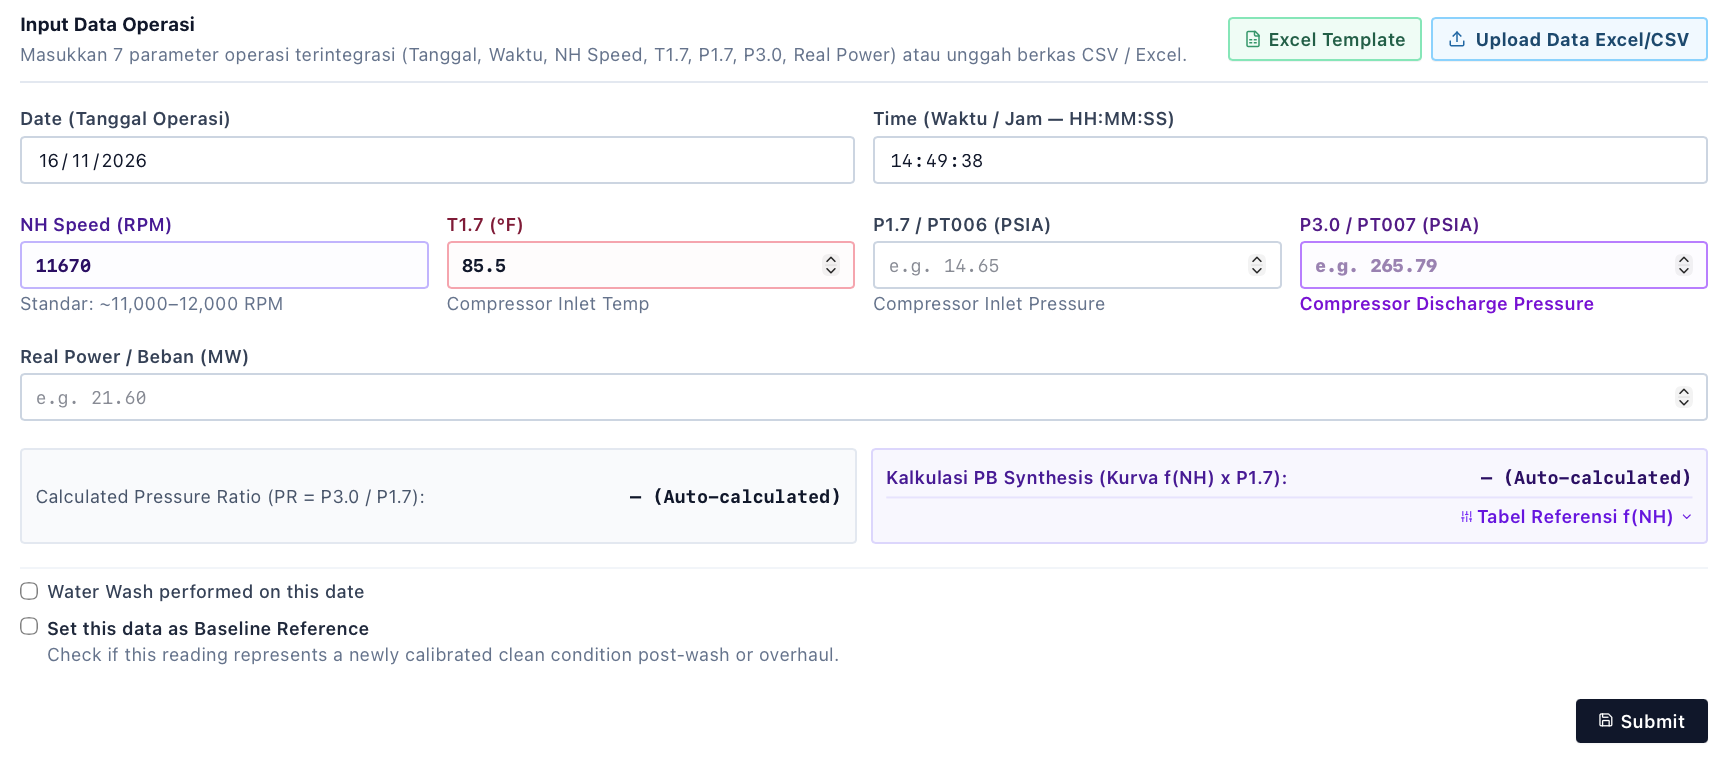 Input Data Operasi
Masukkan 7 parameter operasi terintegrasi (Tanggal, Waktu, NH Speed, T1.7, P1.7, P3.0, Real Power) atau unggah berkas CSV / Excel.
Excel Template
Upload Data Excel/CSV
Date (Tanggal Operasi)
16/11/2026
Time (Waktu / Jam — HH:MM:SS)
14:49:38
NH Speed (RPM)
11670
Standar: ~11,000–12,000 RPM
T1.7 (°F)
85.5
Compressor Inlet Temp
P1.7 / PT006 (PSIA)
e.g. 14.65
Compressor Inlet Pressure
P3.0 / PT007 (PSIA)
e.g. 265.79
Compressor Discharge Pressure
Real Power / Beban (MW)
e.g. 21.60
Calculated Pressure Ratio (PR = P3.0 / P1.7):
— (Auto-calculated)
Kalkulasi PB Synthesis (Kurva f(NH) x P1.7):
— (Auto-calculated)
Tabel Referensi f(NH)
Water Wash performed on this date
Set this data as Baseline Reference
Check if this reading represents a newly calibrated clean condition post-wash or overhaul.
Submit